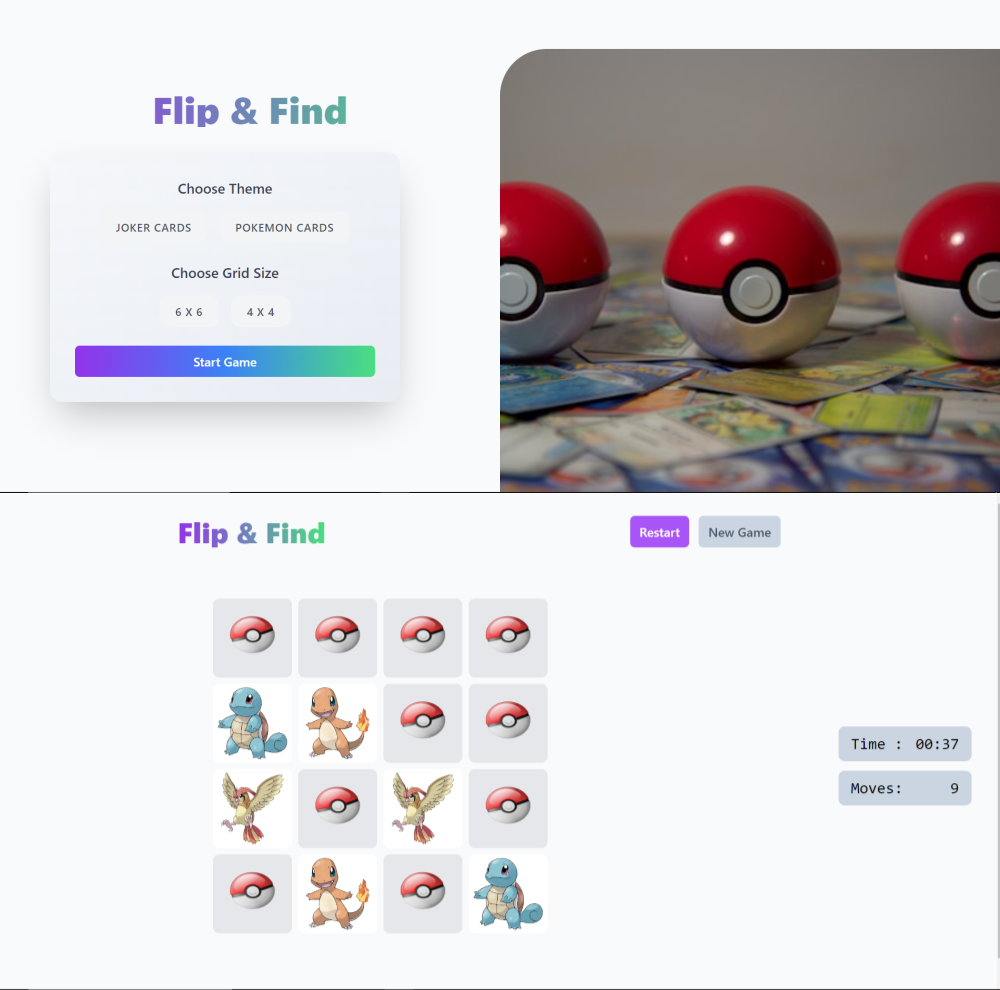 Flip & Find
Choose Theme
JOKER CARDS POKEMON CARDS
Choose Grid Size
6 X 6 4 X 4
Start Game
Flip & Find
Restart New Game
Time : 00:37
Moves: 9